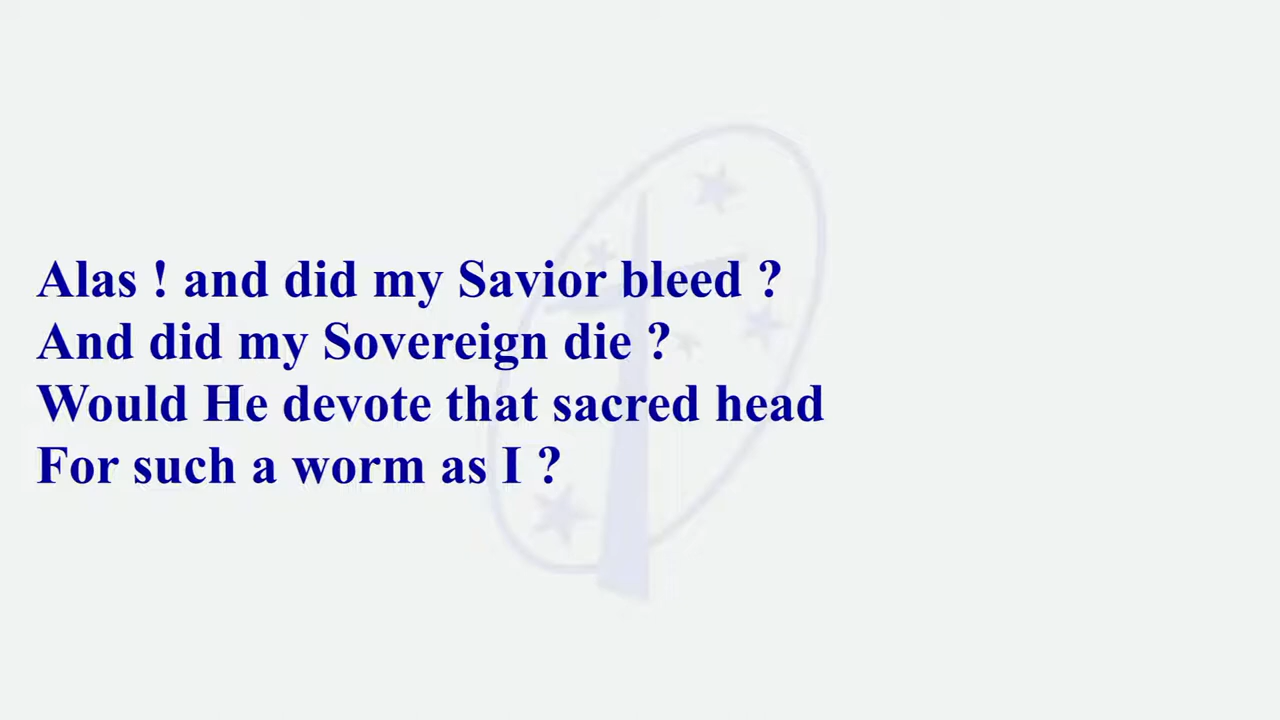 Alas ! and did my Savior bleed ?
And did my Sovereign die ?
Would He devote that sacred head
For such a worm as I ?